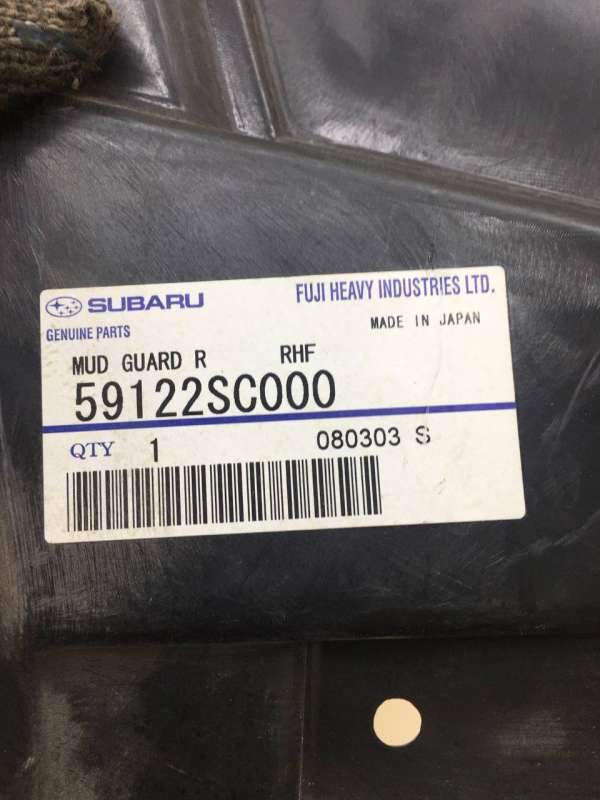 SUBARU FUJI HEAVY INDUSTRIES LTD.
GENUINE PARTS MADE IN JAPAN
MUD GUARD R RHF
59122SC000
QTY 1 080303 S